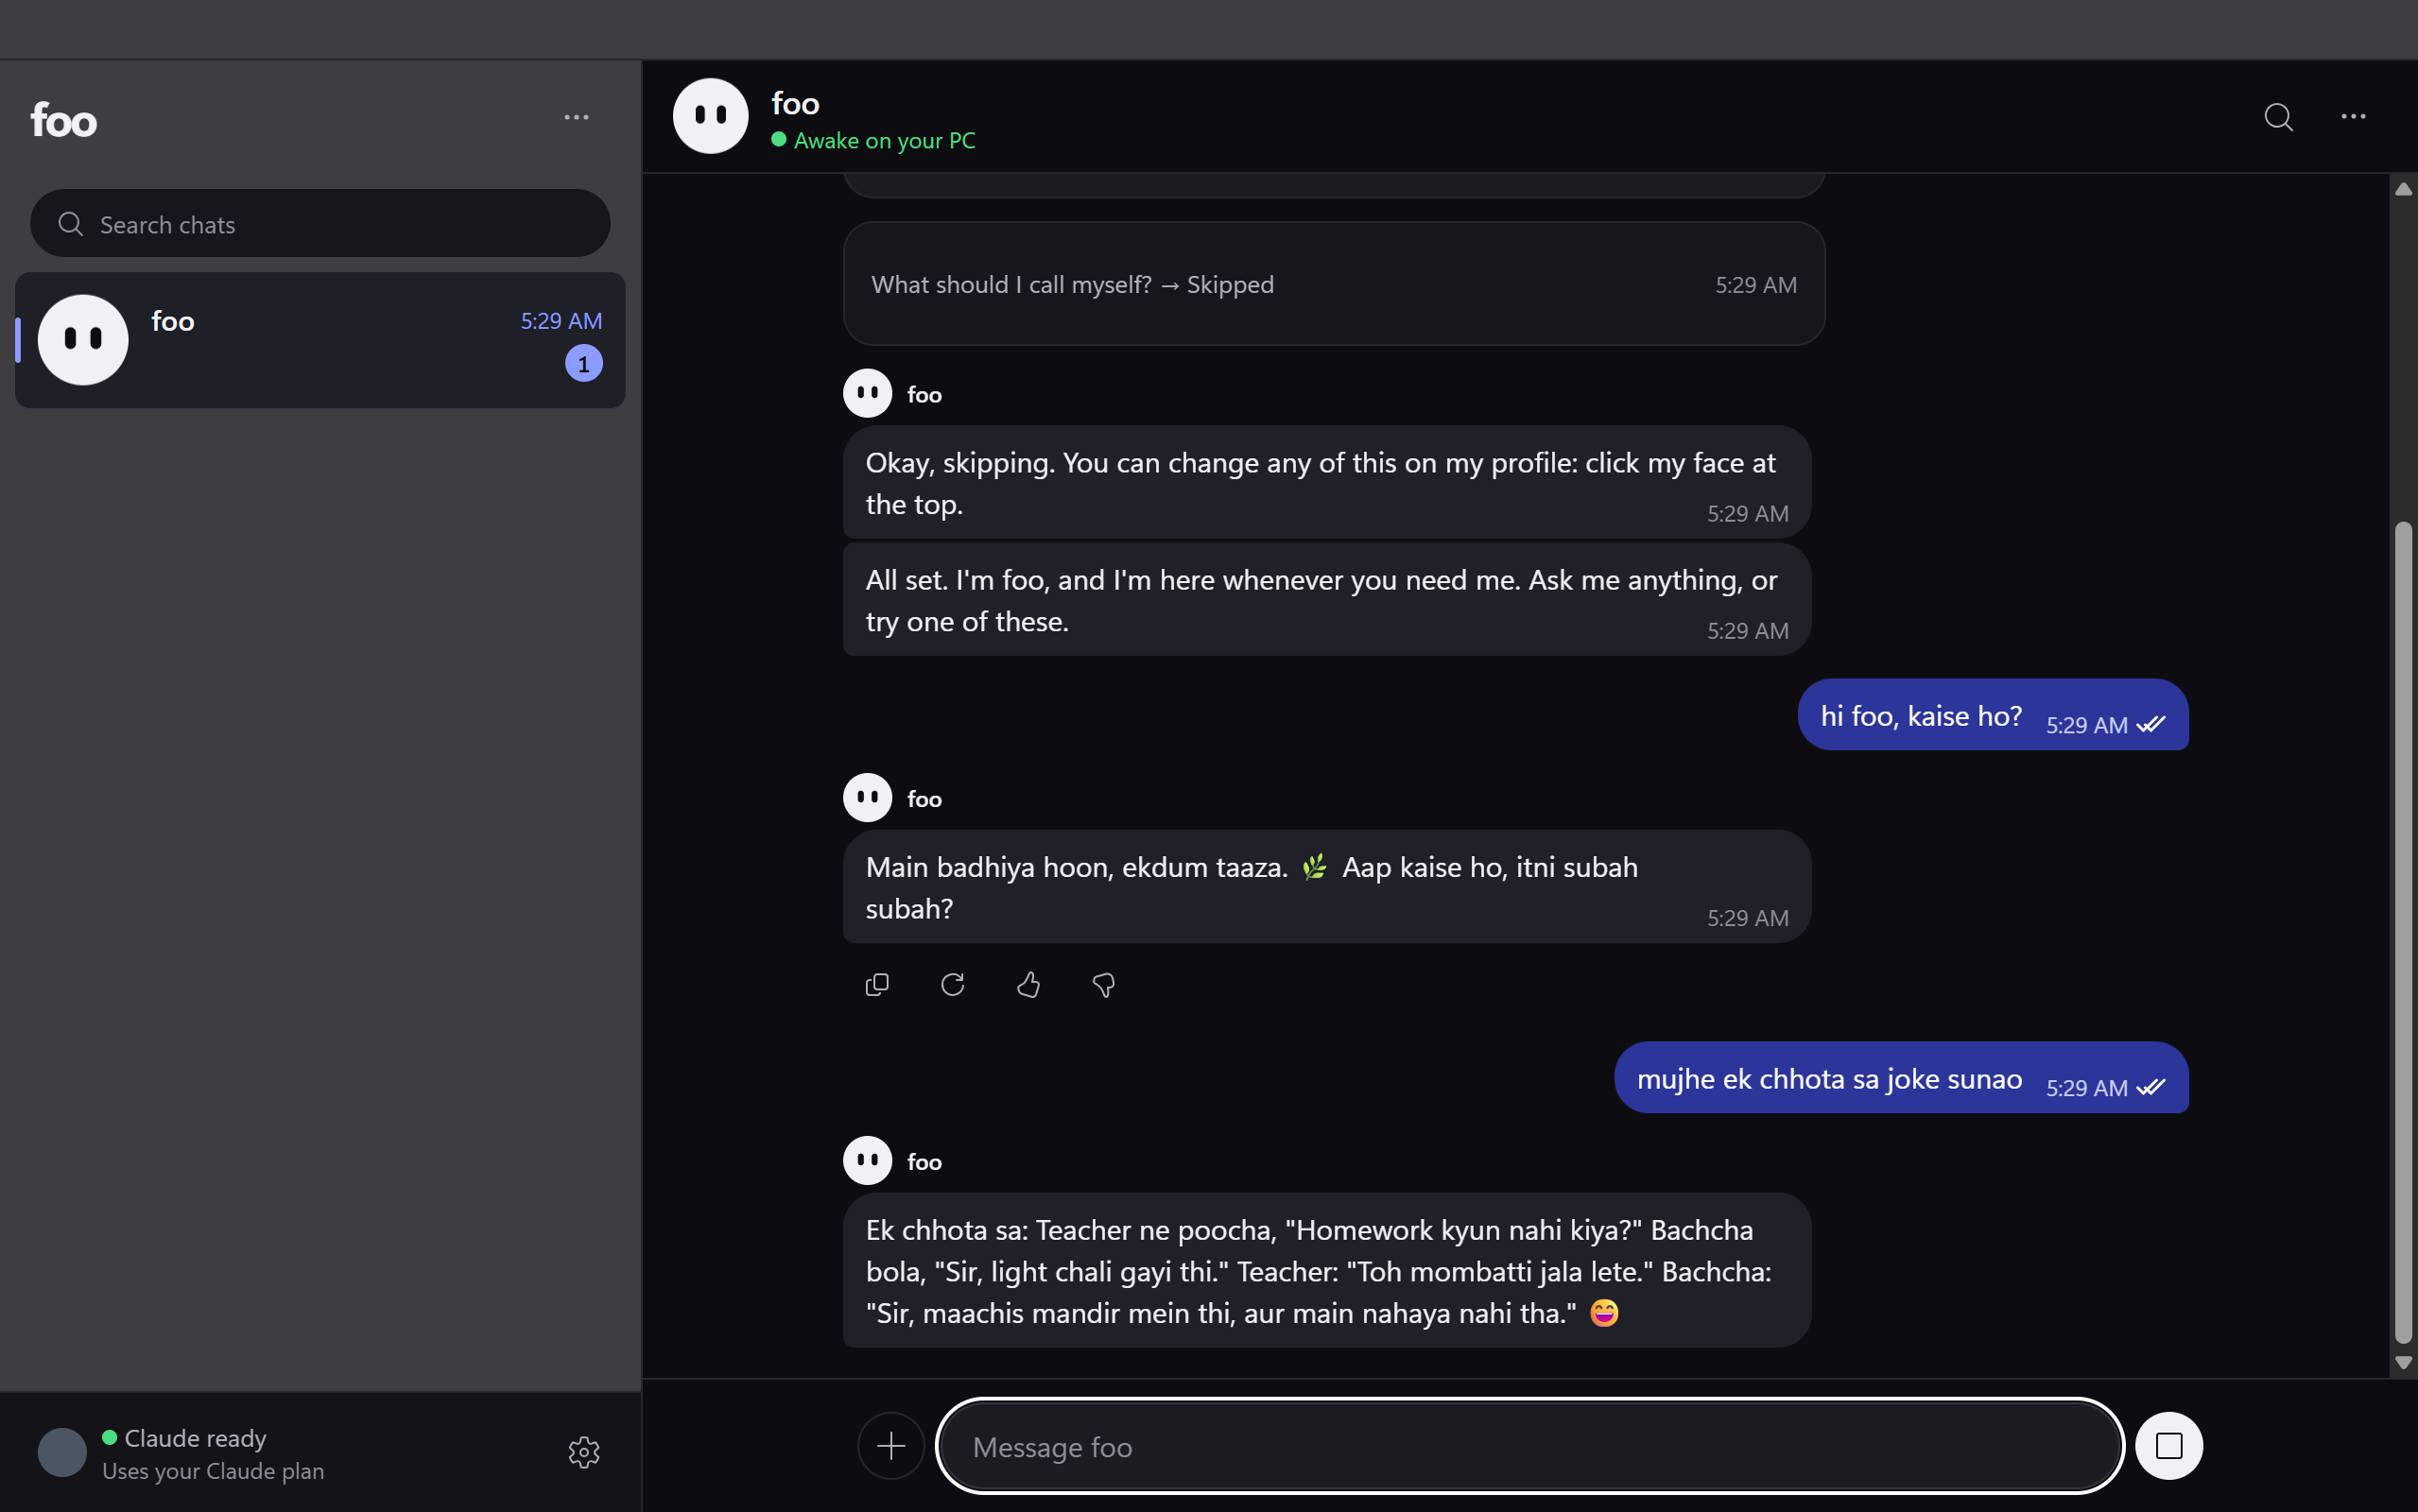 foo
Search chats
foo
5:29 AM
1
Claude ready
Uses your Claude plan
foo
Awake on your PC
What should I call myself? → Skipped
5:29 AM
foo
Okay, skipping. You can change any of this on my profile: click my face at
the top.
5:29 AM
All set. I'm foo, and I'm here whenever you need me. Ask me anything, or
try one of these.
5:29 AM
hi foo, kaise ho? 5:29 AM
foo
Main badhiya hoon, ekdum taaza. 🌿 Aap kaise ho, itni subah
subah?
5:29 AM
mujhe ek chhota sa joke sunao 5:29 AM
foo
Ek chhota sa: Teacher ne poocha, "Homework kyun nahi kiya?" Bachcha
bola, "Sir, light chali gayi thi." Teacher: "Toh mombatti jala lete." Bachcha:
"Sir, maachis mandir mein thi, aur main nahaya nahi tha." 😄
Message foo